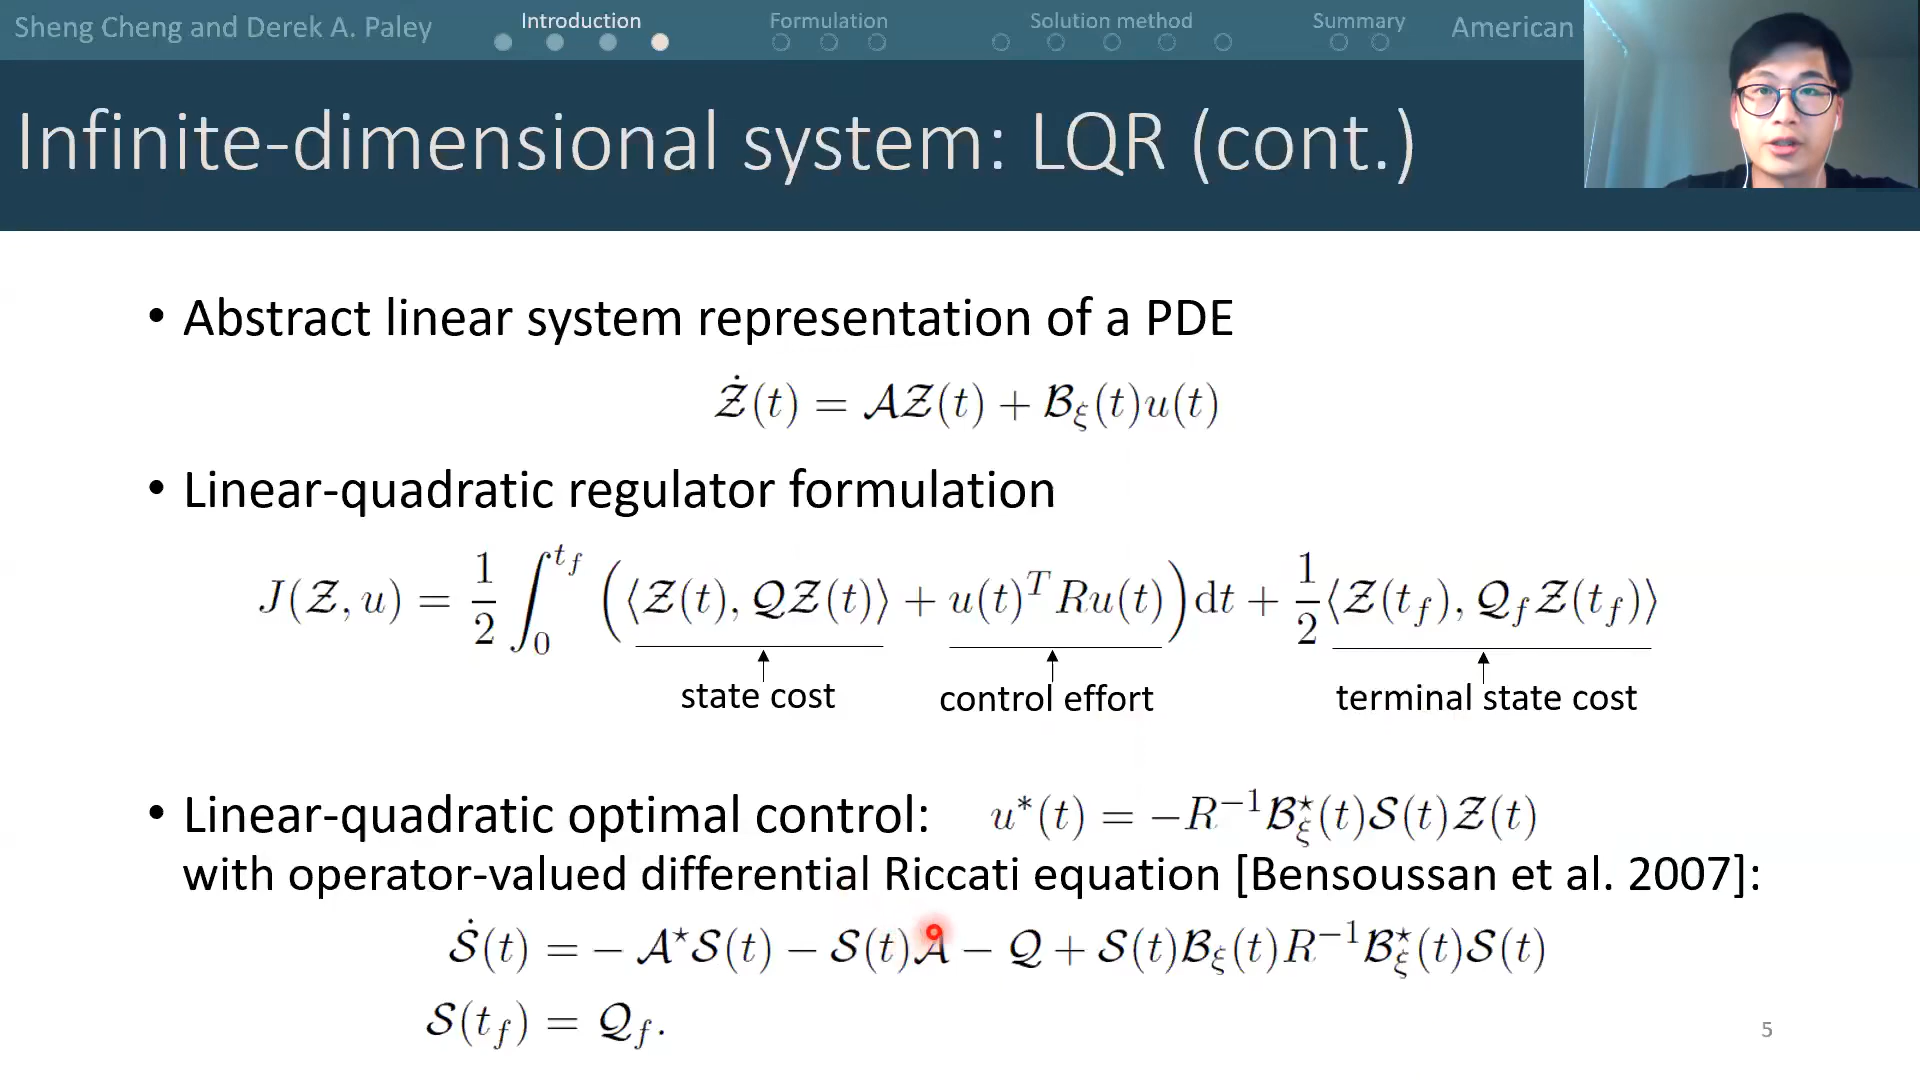 Sheng Cheng and Derek A. Paley
Introduction
Formulation
Solution method
Summary
American
Infinite-dimensional system: LQR (cont.)
• Abstract linear system representation of a PDE
𝒵̇(t) = 𝒜𝒵(t) + ℬ_ξ(t)u(t)
• Linear-quadratic regulator formulation
J(𝒵, u) = \frac{1}{2} ∫_0^{t_f} (⟨𝒵(t), 𝒬𝒵(t)⟩ + u(t)^T Ru(t)) dt + \frac{1}{2}⟨𝒵(t_f), 𝒬_f𝒵(t_f)⟩
state cost
control effort
terminal state cost
• Linear-quadratic optimal control: u*(t) = −R^{−1}ℬ_ξ^⋆(t)𝒮(t)𝒵(t)
with operator-valued differential Riccati equation [Bensoussan et al. 2007]:
𝒮̇(t) = − 𝒜^⋆𝒮(t) − 𝒮(t)𝒜 − 𝒬 + 𝒮(t)ℬ_ξ(t)R^{−1}ℬ_ξ^⋆(t)𝒮(t)
𝒮(t_f) = 𝒬_f.
5